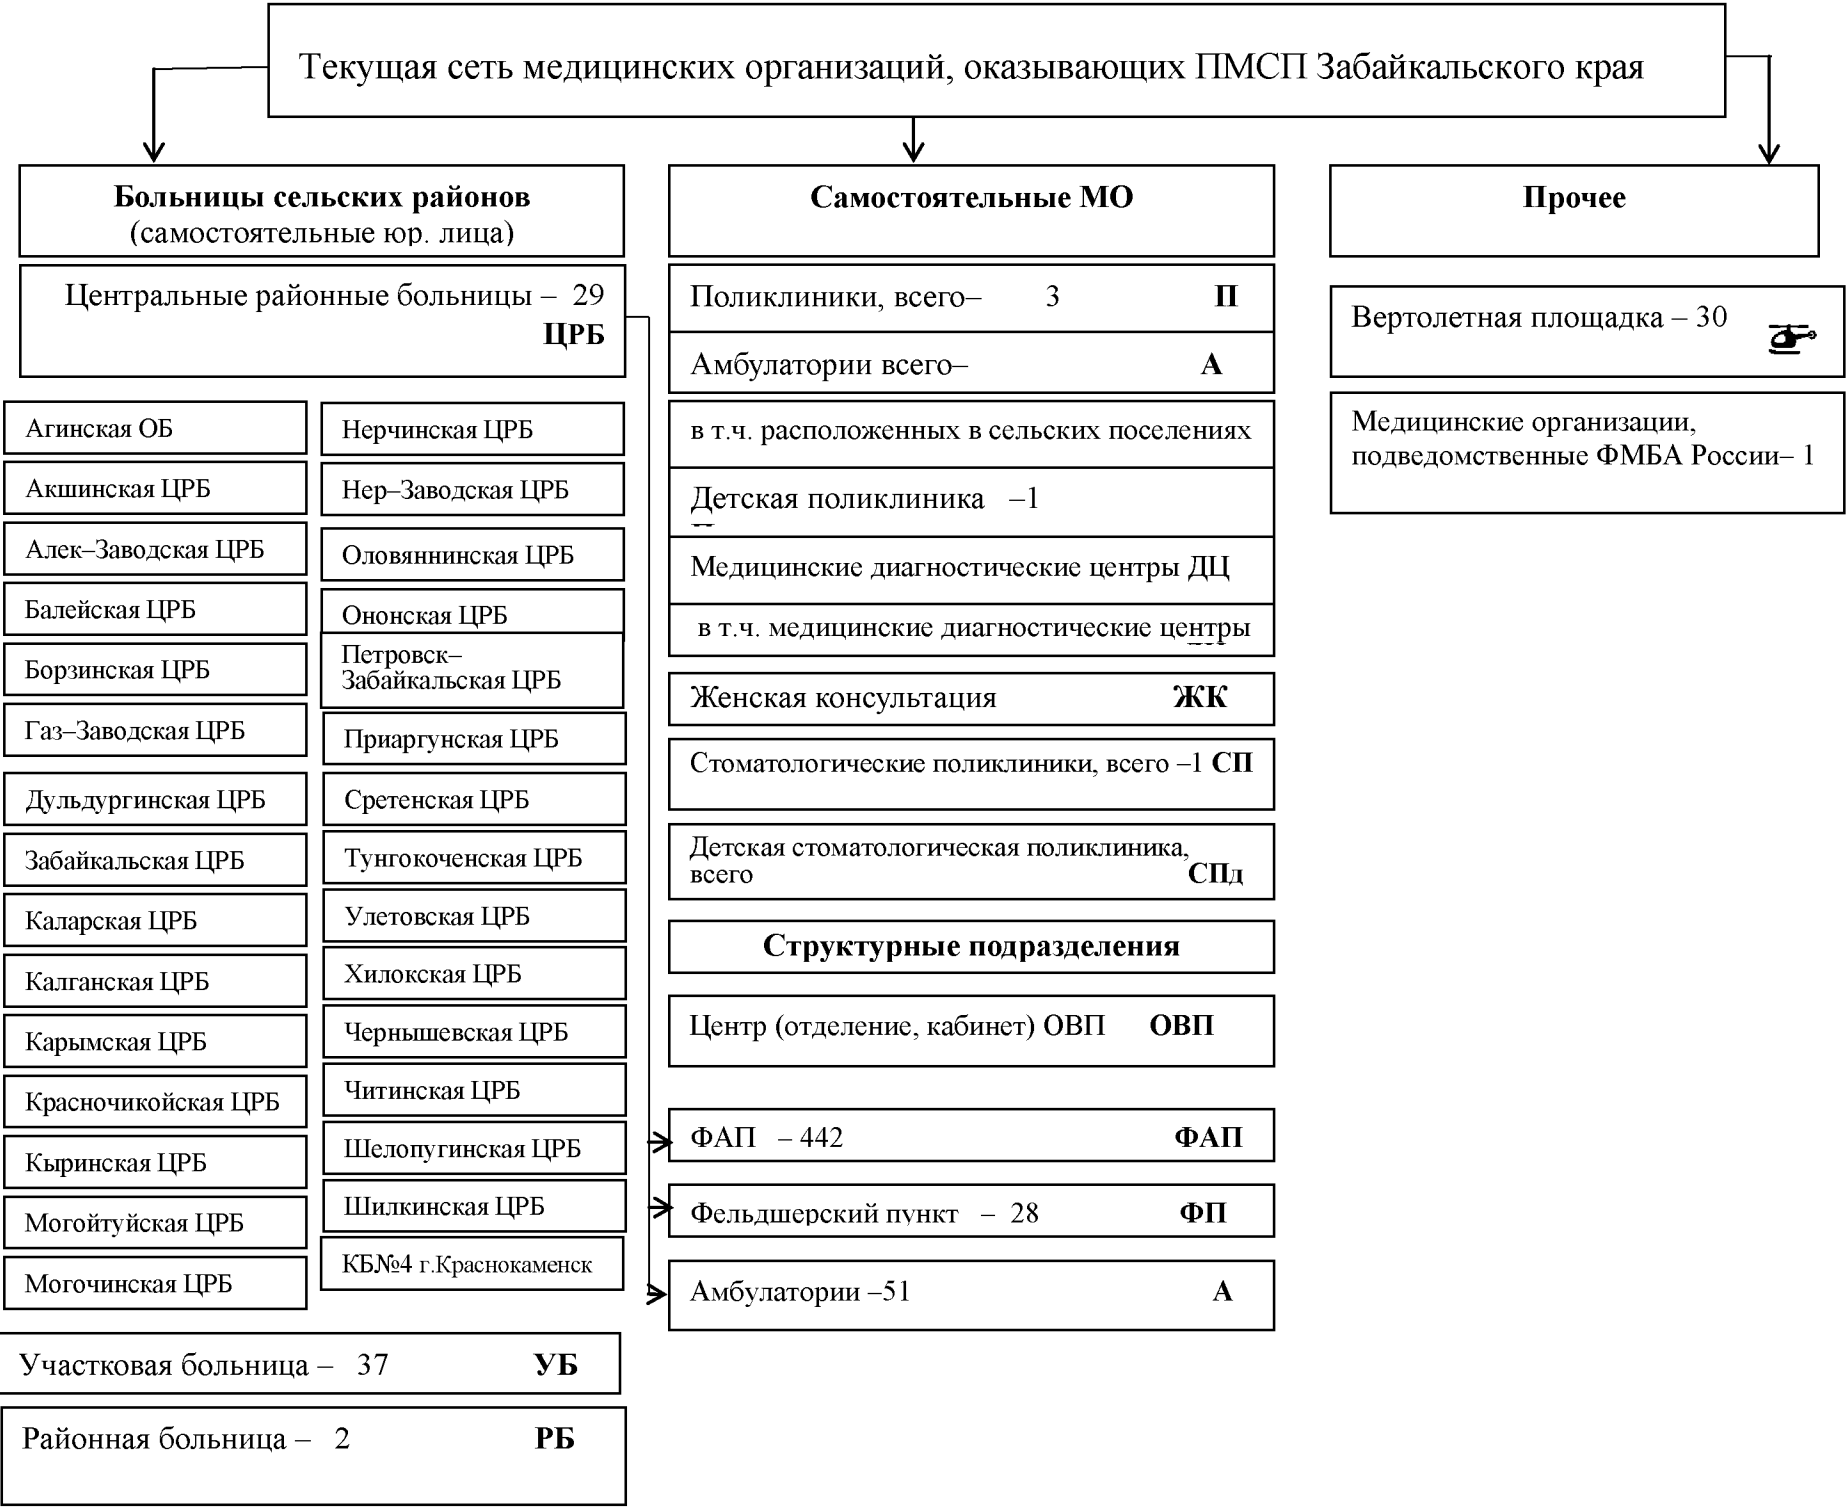 Текущая сеть медицинских организаций, оказывающих ПМСП Забайкальского края
Больницы сельских районов
(самостоятельные юр. лица)
Центральные районные больницы – 29
ЦРБ
Агинская ОБ
Акшинская ЦРБ
Алек–Заводская ЦРБ
Балейская ЦРБ
Борзинская ЦРБ
Газ–Заводская ЦРБ
Дульдургинская ЦРБ
Забайкальская ЦРБ
Каларская ЦРБ
Калганская ЦРБ
Карымская ЦРБ
Красночикойская ЦРБ
Кыринская ЦРБ
Могойтуйская ЦРБ
Могочинская ЦРБ
Нерчинская ЦРБ
Нер–Заводская ЦРБ
Оловяннинская ЦРБ
Ононская ЦРБ
Петровск–
Забайкальская ЦРБ
Приаргунская ЦРБ
Сретенская ЦРБ
Тунгокоченская ЦРБ
Улетовская ЦРБ
Хилокская ЦРБ
Чернышевская ЦРБ
Читинская ЦРБ
Шелопугинская ЦРБ
Шилкинская ЦРБ
КБ№4 г.Краснокаменск
Участковая больница – 37 УБ
Районная больница – 2 РБ
Самостоятельные МО
Поликлиники, всего– 3 П
Амбулатории всего– А
в т.ч. расположенных в сельских поселениях
Детская поликлиника –1
Медицинские диагностические центры ДЦ
в т.ч. медицинские диагностические центры
Женская консультация ЖК
Стоматологические поликлиники, всего –1 СП
Детская стоматологическая поликлиника,
всего СПд
Структурные подразделения
Центр (отделение, кабинет) ОВП ОВП
ФАП – 442 ФАП
Фельдшерский пункт – 28 ФП
Амбулатории –51 А
Прочее
Вертолетная площадка – 30
Медицинские организации,
подведомственные ФМБА России– 1